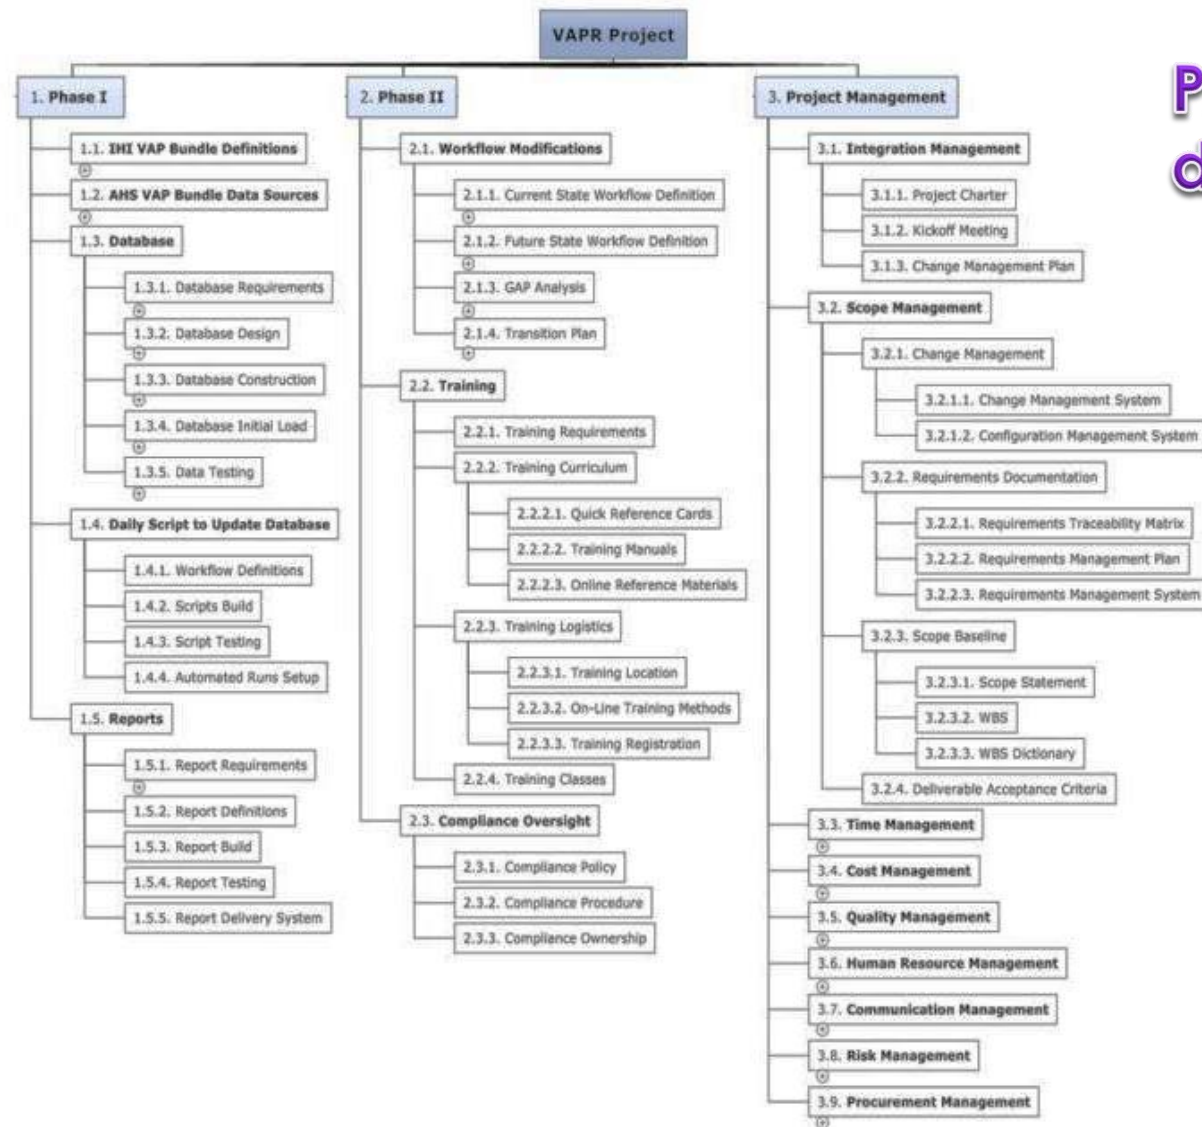 VAPR Project
1. Phase I
1.1. IHI VAP Bundle Definitions
1.2. AHS VAP Bundle Data Sources
1.3. Database
1.3.1. Database Requirements
1.3.2. Database Design
1.3.3. Database Construction
1.3.4. Database Initial Load
1.3.5. Data Testing
1.4. Daily Script to Update Database
1.4.1. Workflow Definitions
1.4.2. Scripts Build
1.4.3. Script Testing
1.4.4. Automated Runs Setup
1.5. Reports
1.5.1. Report Requirements
1.5.2. Report Definitions
1.5.3. Report Build
1.5.4. Report Testing
1.5.5. Report Delivery System
2. Phase II
2.1. Workflow Modifications
2.1.1. Current State Workflow Definition
2.1.2. Future State Workflow Definition
2.1.3. GAP Analysis
2.1.4. Transition Plan
2.2. Training
2.2.1. Training Requirements
2.2.2. Training Curriculum
2.2.2.1. Quick Reference Cards
2.2.2.2. Training Manuals
2.2.2.3. Online Reference Materials
2.2.3. Training Logistics
2.2.3.1. Training Location
2.2.3.2. On-Line Training Methods
2.2.3.3. Training Registration
2.2.4. Training Classes
2.3. Compliance Oversight
2.3.1. Compliance Policy
2.3.2. Compliance Procedure
2.3.3. Compliance Ownership
3. Project Management
3.1. Integration Management
3.1.1. Project Charter
3.1.2. Kickoff Meeting
3.1.3. Change Management Plan
3.2. Scope Management
3.2.1. Change Management
3.2.1.1. Change Management System
3.2.1.2. Configuration Management System
3.2.2. Requirements Documentation
3.2.2.1. Requirements Traceability Matrix
3.2.2.2. Requirements Management Plan
3.2.2.3. Requirements Management System
3.2.3. Scope Baseline
3.2.3.1. Scope Statement
3.2.3.2. WBS
3.2.3.3. WBS Dictionary
3.2.4. Deliverable Acceptance Criteria
3.3. Time Management
3.4. Cost Management
3.5. Quality Management
3.6. Human Resource Management
3.7. Communication Management
3.8. Risk Management
3.9. Procurement Management